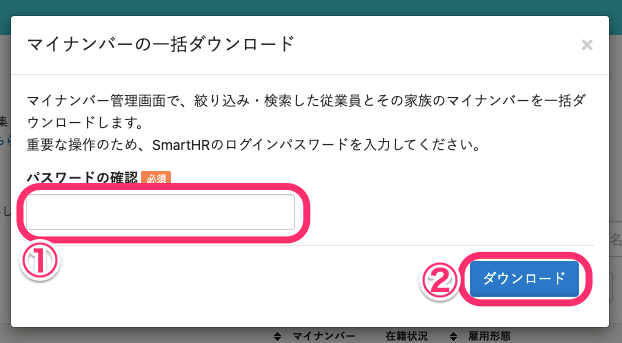 マイナンバーの一括ダウンロード
×
マイナンバー管理画面で、絞り込み・検索した従業員とその家族のマイナンバーを一括ダ
ウンロードします。
重要な操作のため、SmartHRのログインパスワードを入力してください。
パスワードの確認 必須
①
② ダウンロード
集
ちら
名
マイナンバー 在籍状況 雇用形態